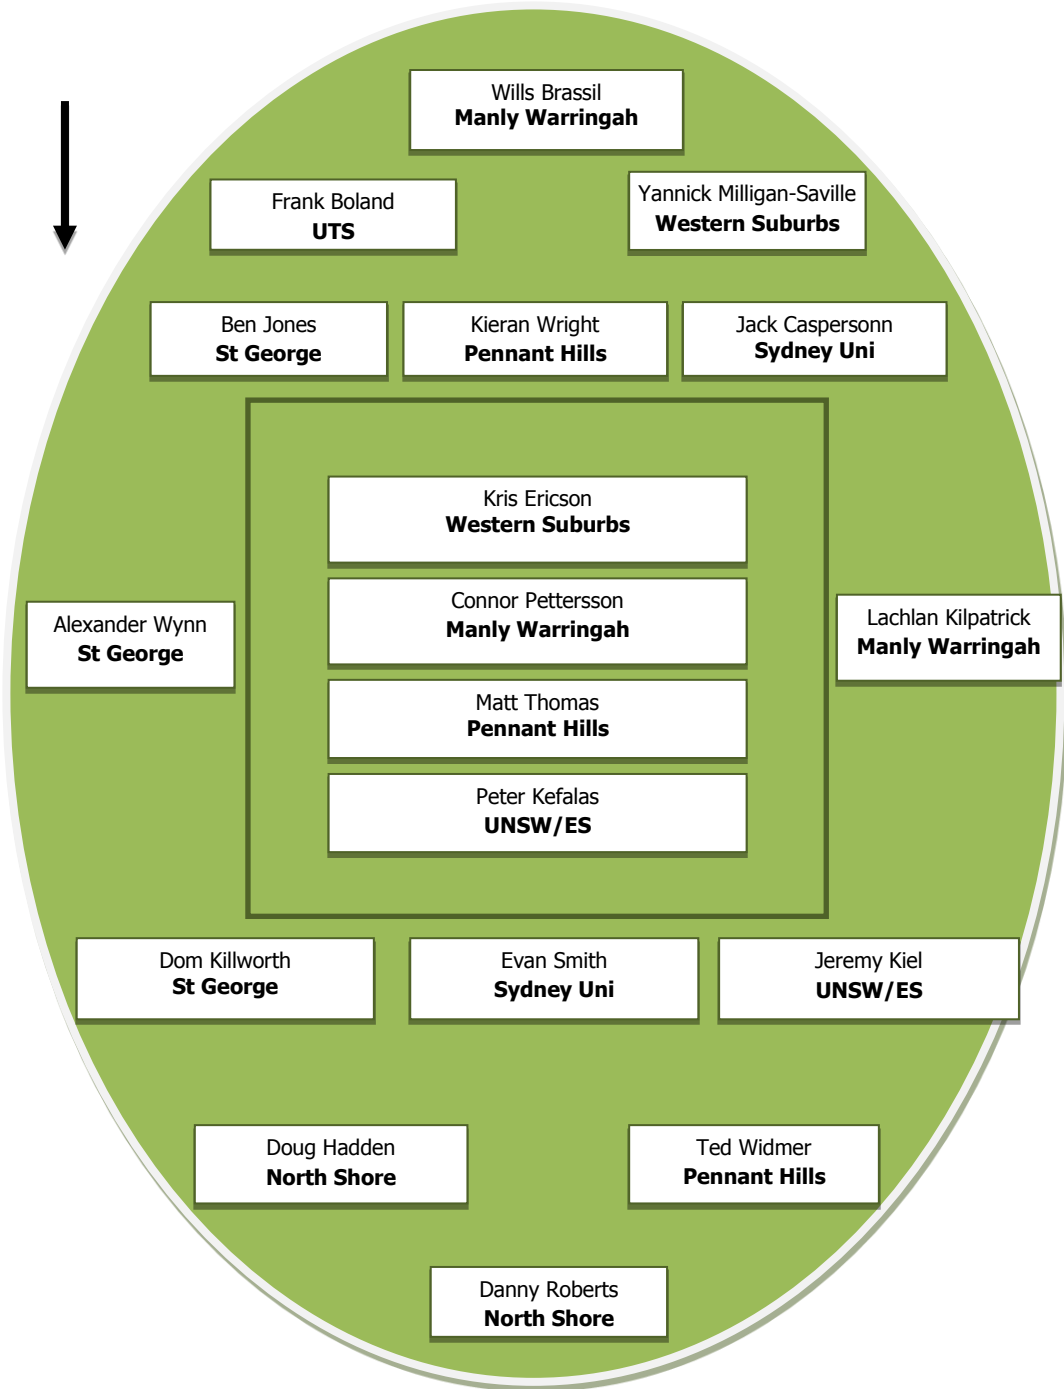 Wills Brassil
Manly Warringah
Frank Boland
UTS
Yannick Milligan-Saville
Western Suburbs
Ben Jones
St George
Kieran Wright
Pennant Hills
Jack Caspersonn
Sydney Uni
Kris Ericson
Western Suburbs
Connor Pettersson
Manly Warringah
Alexander Wynn
St George
Lachlan Kilpatrick
Manly Warringah
Matt Thomas
Pennant Hills
Peter Kefalas
UNSW/ES
Dom Killworth
St George
Evan Smith
Sydney Uni
Jeremy Kiel
UNSW/ES
Doug Hadden
North Shore
Ted Widmer
Pennant Hills
Danny Roberts
North Shore